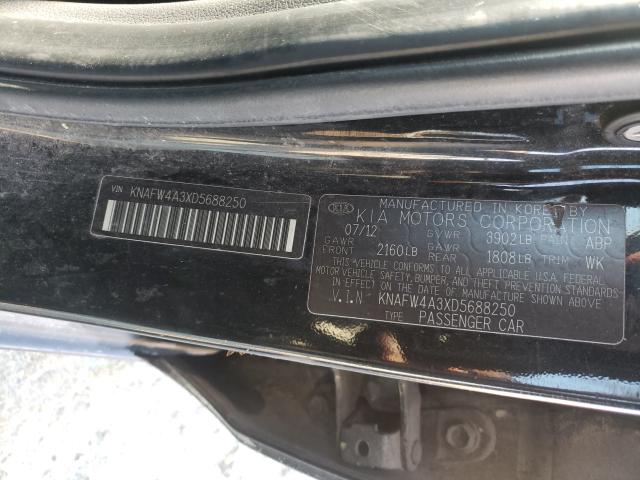 VIN KNAFW4A3XD5688250
KIA MANUFACTURED IN KOREA BY
KIA MOTORS CORPORATION
07/12 GVWR 3902LB PAINT ABP
GAWR FRONT 2160LB GAWR REAR 1808LB TRIM WK
THIS VEHICLE CONFORMS TO ALL APPLICABLE U.S.A. FEDERAL
MOTOR VEHICLE SAFETY, BUMPER, AND THEFT PREVENTION STANDARDS
IN EFFECT ON THE DATE OF MANUFACTURE SHOWN ABOVE
V.I.N KNAFW4A3XD5688250
TYPE PASSENGER CAR